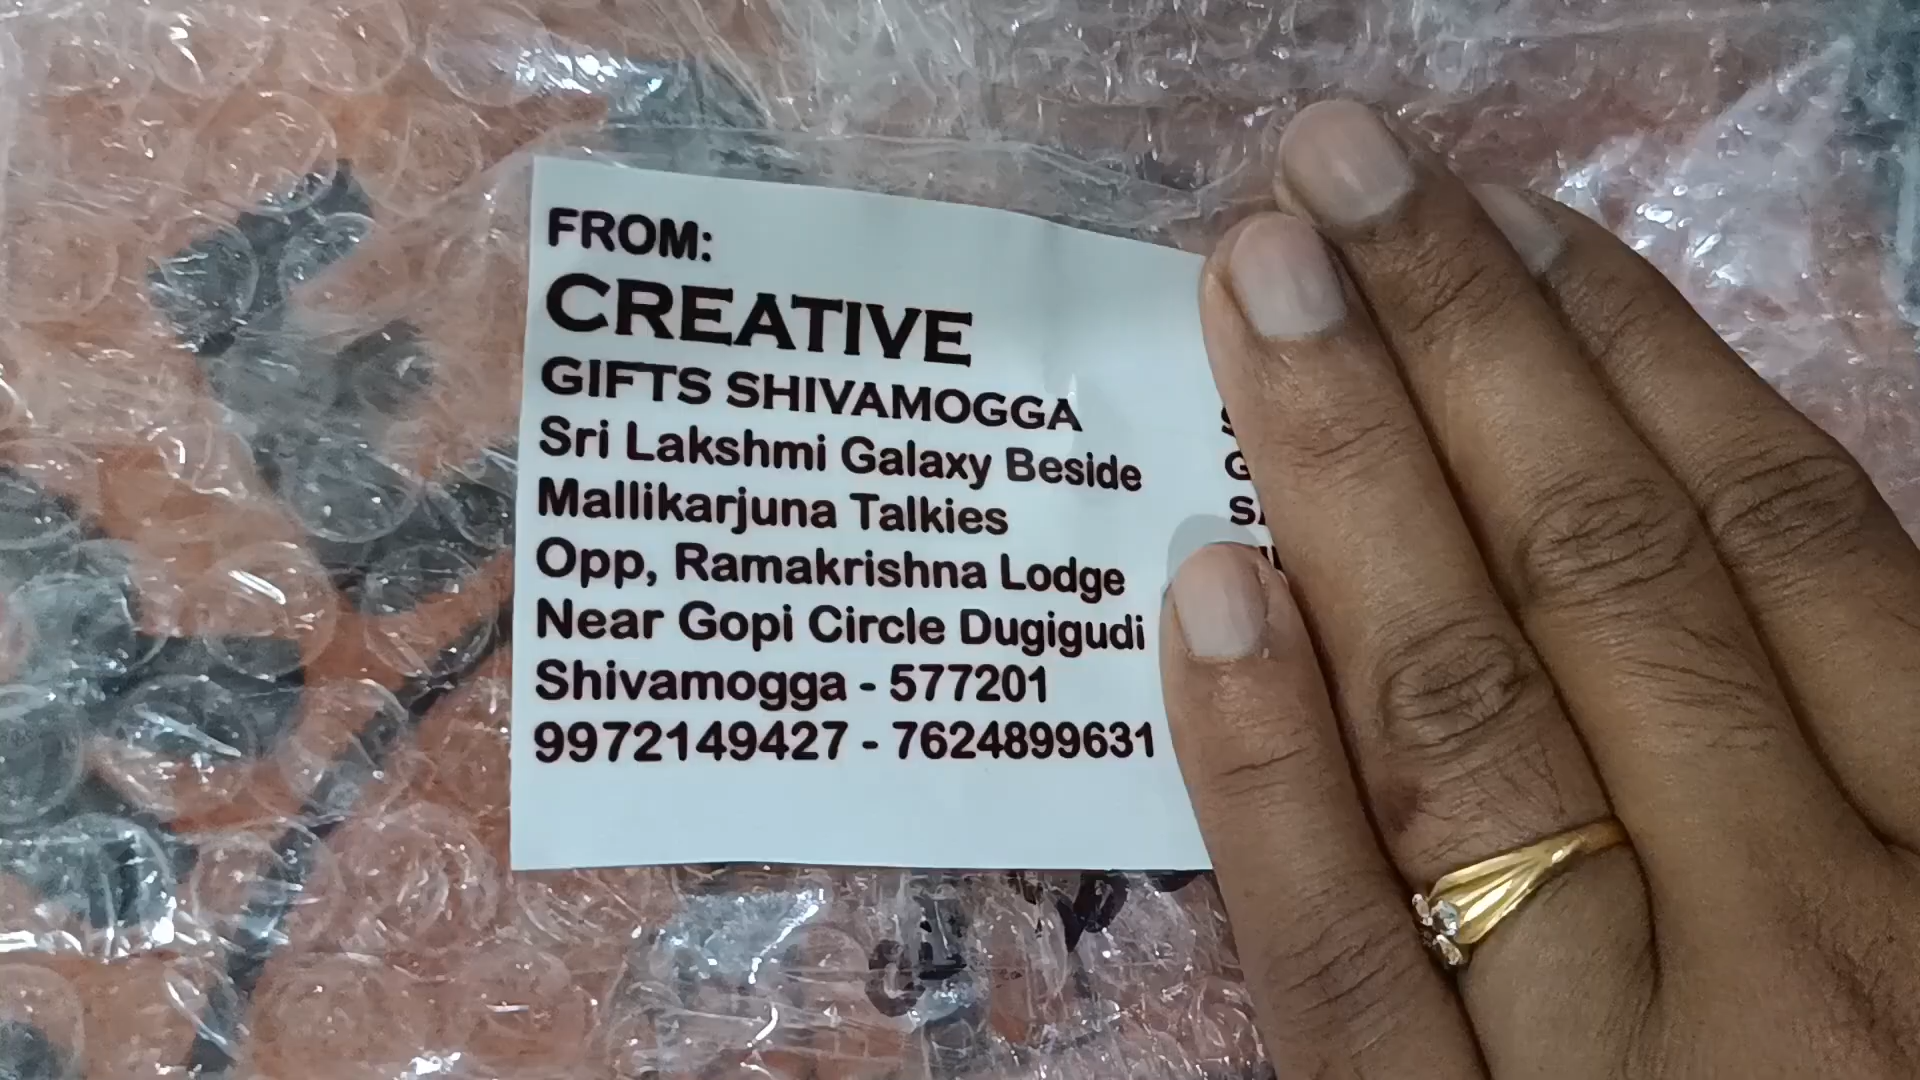 FROM:
CREATIVE
GIFTS SHIVAMOGGA
Sri Lakshmi Galaxy Beside
Mallikarjuna Talkies
Opp, Ramakrishna Lodge
Near Gopi Circle Dugigudi
Shivamogga - 577201
9972149427 - 7624899631